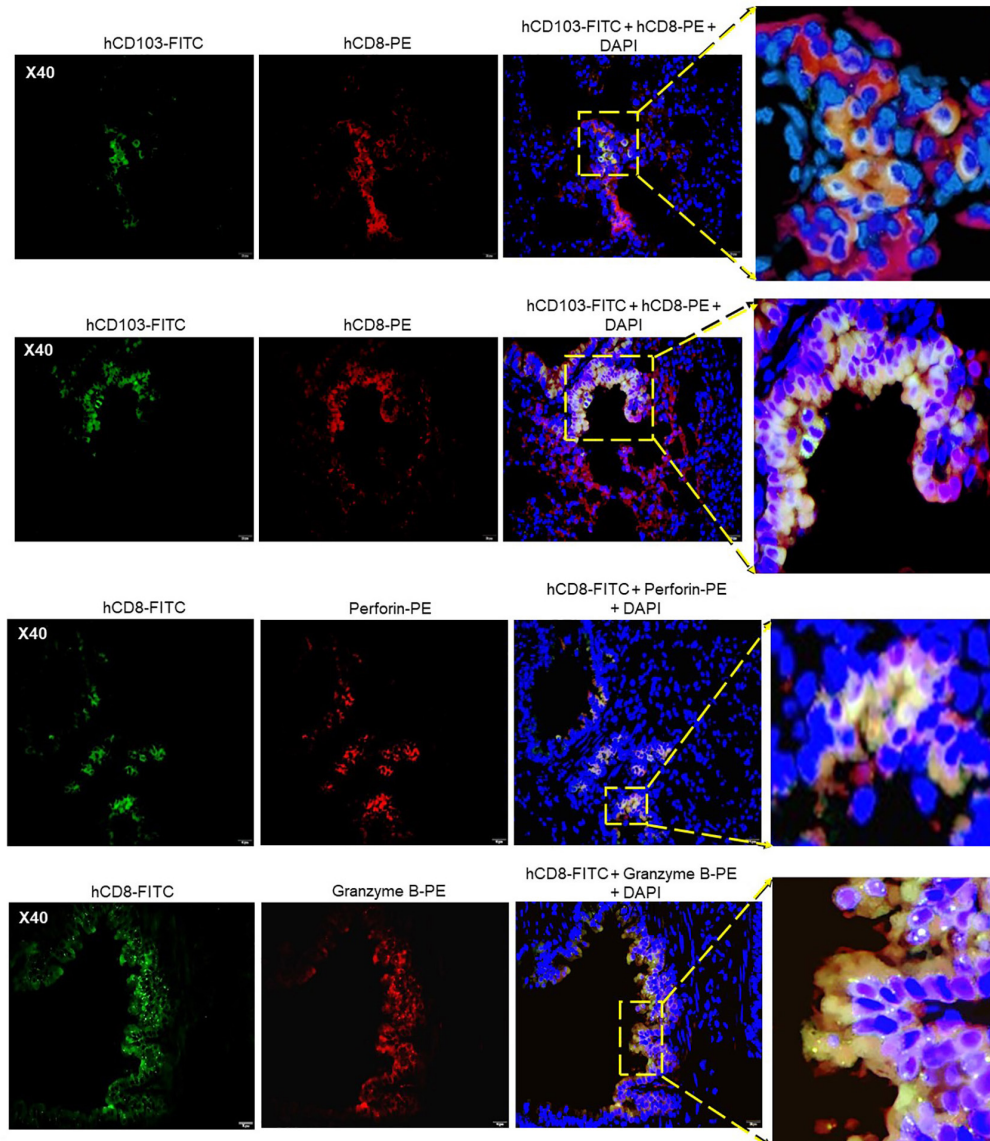 hCD103-FITC
hCD8-PE
hCD103-FITC + hCD8-PE +
DAPI
X40
hCD103-FITC
hCD8-PE
hCD103-FITC + hCD8-PE +
DAPI
X40
hCD8-FITC
Perforin-PE
hCD8-FITC + Perforin-PE
+ DAPI
X40
hCD8-FITC
Granzyme B-PE
hCD8-FITC + Granzyme B-PE
+ DAPI
X40